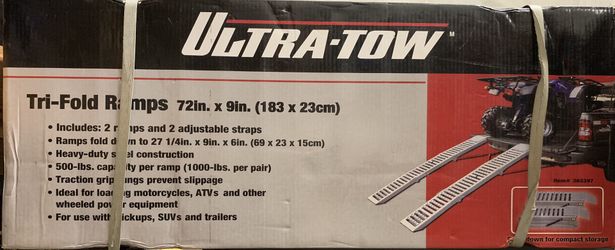 ULTRA-TOW
Tri-Fold Ramps 72in. x 9in. (183 x 23cm)
• Includes: 2 ramps and 2 adjustable straps
• Ramps fold down to 27 1/4in. x 9in. x 6in. (69 x 23 x 15cm)
• Heavy-duty steel construction
• 500-lbs. capacity per ramp (1000-lbs. per pair)
• Traction grip rungs prevent slippage
• Ideal for loading motorcycles, ATVs and other
wheeled power equipment
• For use with pickups, SUVs and trailers
Item#
down for compact storage